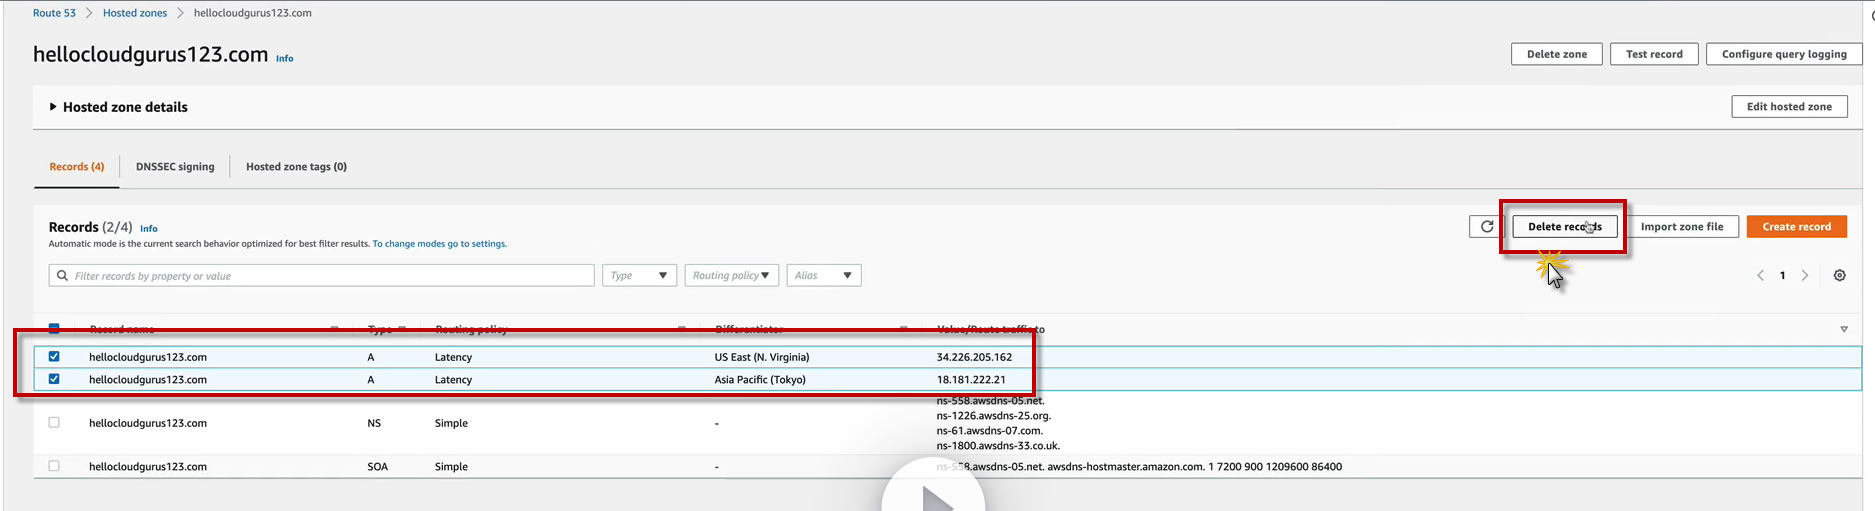 Route 53 > Hosted zones > hellocloudgurus123.com
hellocloudgurus123.com Info
Delete zone Test record Configure query logging
Hosted zone details
Edit hosted zone
Records (4) DNSSEC signing Hosted zone tags (0)
Records (2/4) Info
Automatic mode is the current search behavior optimized for best filter results. To change modes go to settings.
Delete records Import zone file Create record
Filter records by property or value Type Routing policy Alias
1
Record name Type Routing policy Differentiator Value/Route traffic to
hellocloudgurus123.com A Latency US East (N. Virginia) 34.226.205.162
hellocloudgurus123.com A Latency Asia Pacific (Tokyo) 18.181.222.21
hellocloudgurus123.com NS Simple - ns-558.awsdns-05.net.
ns-1226.awsdns-25.org.
ns-61.awsdns-07.com.
ns-1800.awsdns-33.co.uk.
hellocloudgurus123.com SOA Simple - ns-558.awsdns-05.net. awsdns-hostmaster.amazon.com. 1 7200 900 1209600 86400